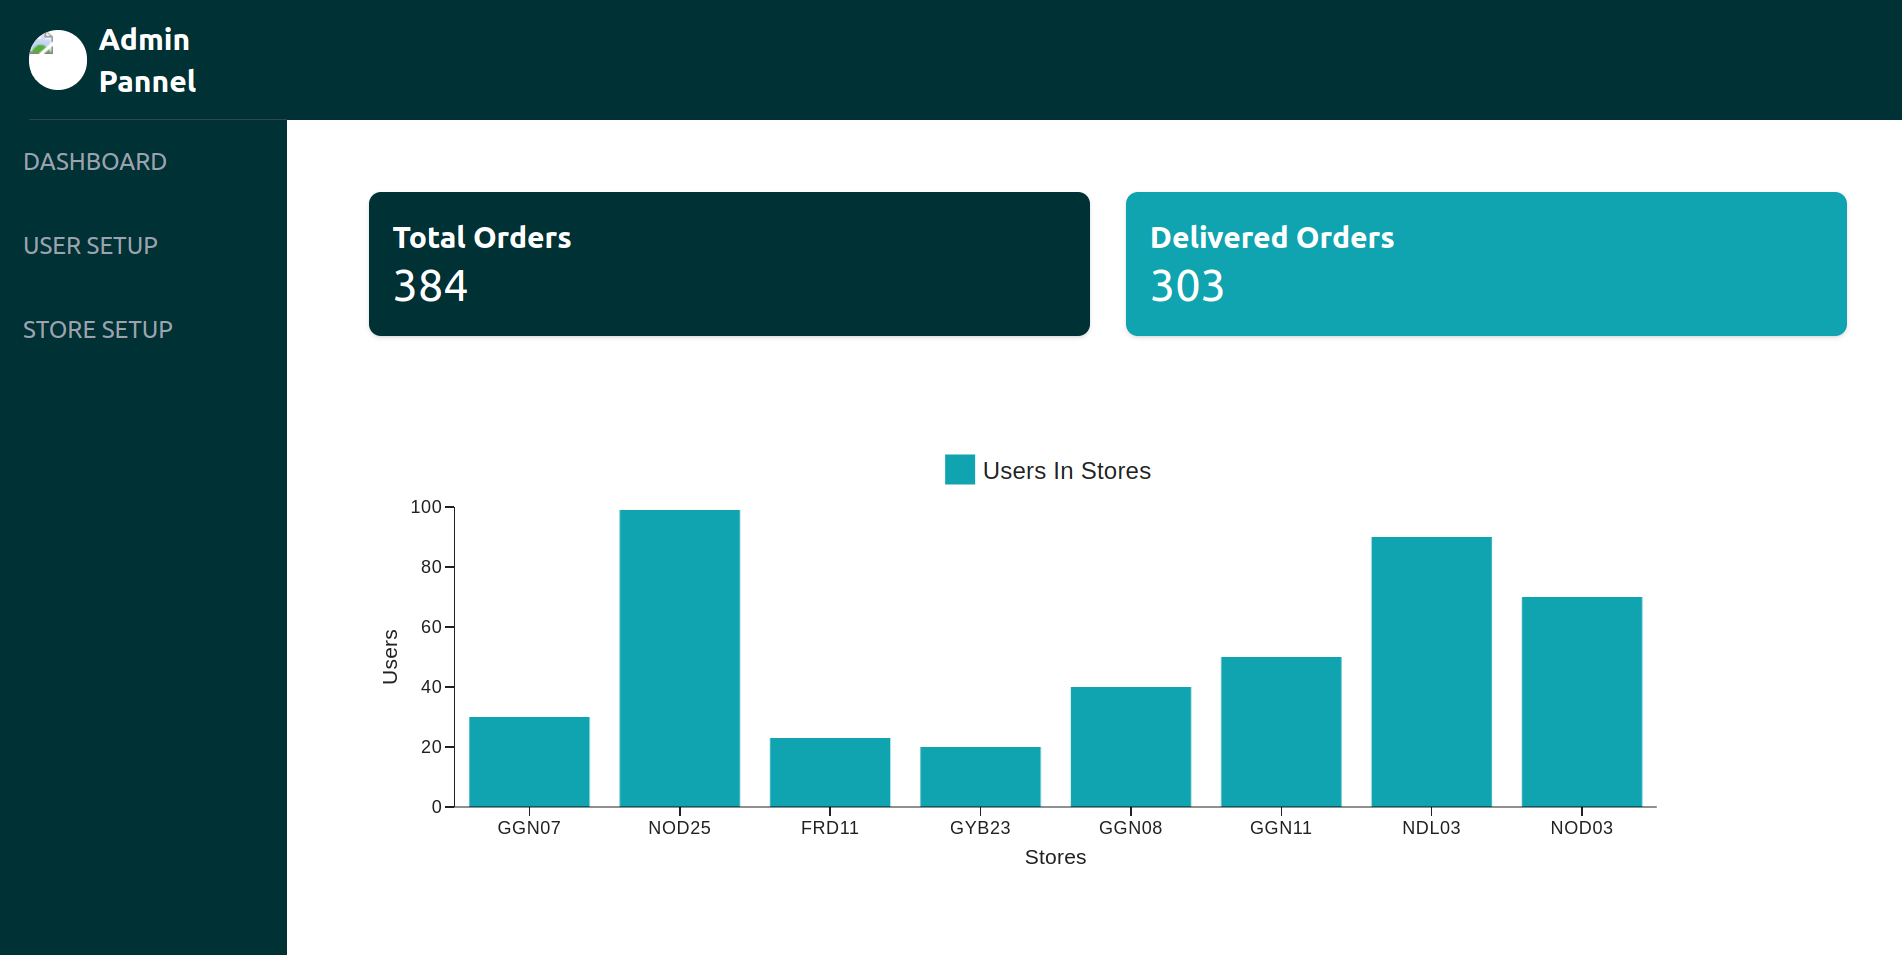 Admin
Pannel
DASHBOARD
USER SETUP
STORE SETUP
Total Orders
384
Delivered Orders
303
Users In Stores
100
80
60
40
20
0
Users
GGN07 NOD25 FRD11 GYB23 GGN08 GGN11 NDL03 NOD03
Stores